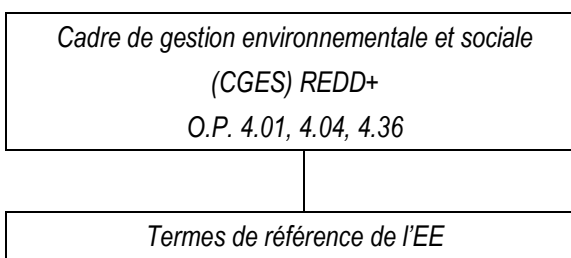 Cadre de gestion environnementale et sociale
(CGES) REDD+
O.P. 4.01, 4.04, 4.36
Termes de référence de l'EE